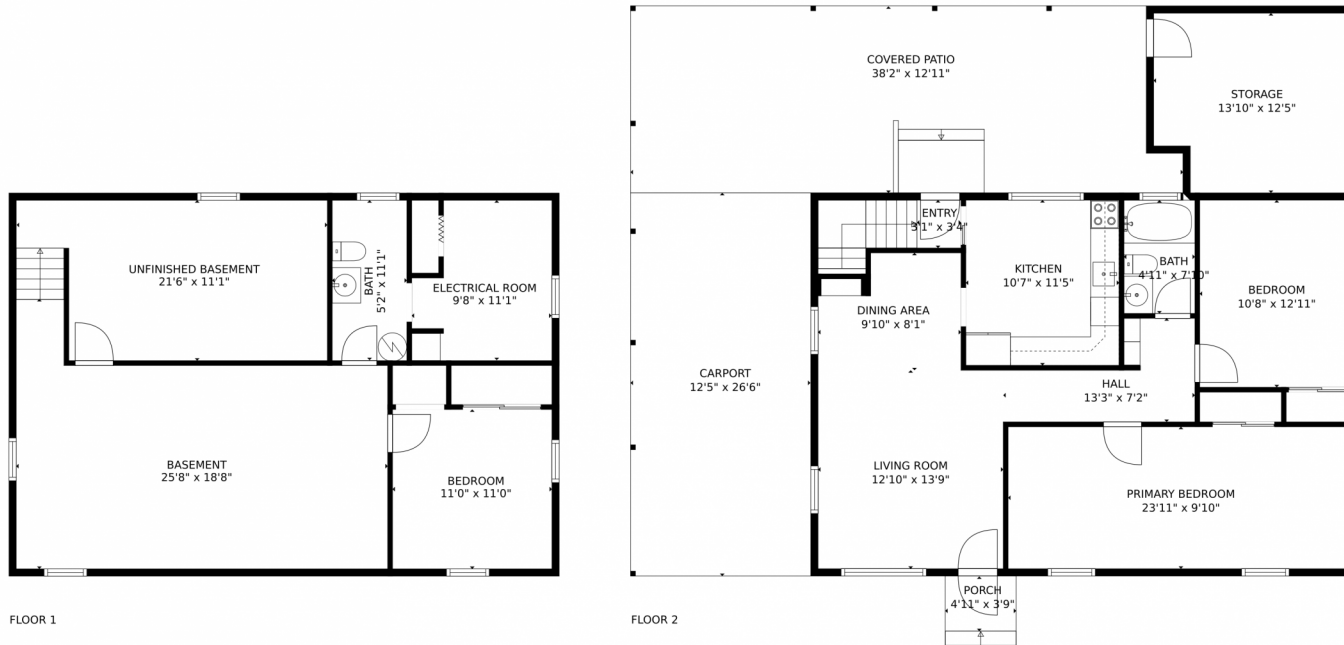 COVERED PATIO
38'2" x 12'11"
STORAGE
13'10" x 12'5"
UNFINISHED BASEMENT
21'6" x 11'1"
BATH
5'2" x 11'1"
ELECTRICAL ROOM
9'8" x 11'1"
BASEMENT
25'8" x 18'8"
BEDROOM
11'0" x 11'0"
FLOOR 1
ENTRY
3'1" x 3'4"
KITCHEN
10'7" x 11'5"
BATH
4'11" x 7'10"
BEDROOM
10'8" x 12'11"
DINING AREA
9'10" x 8'1"
CARPORT
12'5" x 26'6"
HALL
13'3" x 7'2"
LIVING ROOM
12'10" x 13'9"
PRIMARY BEDROOM
23'11" x 9'10"
PORCH
4'11" x 3'9"
FLOOR 2